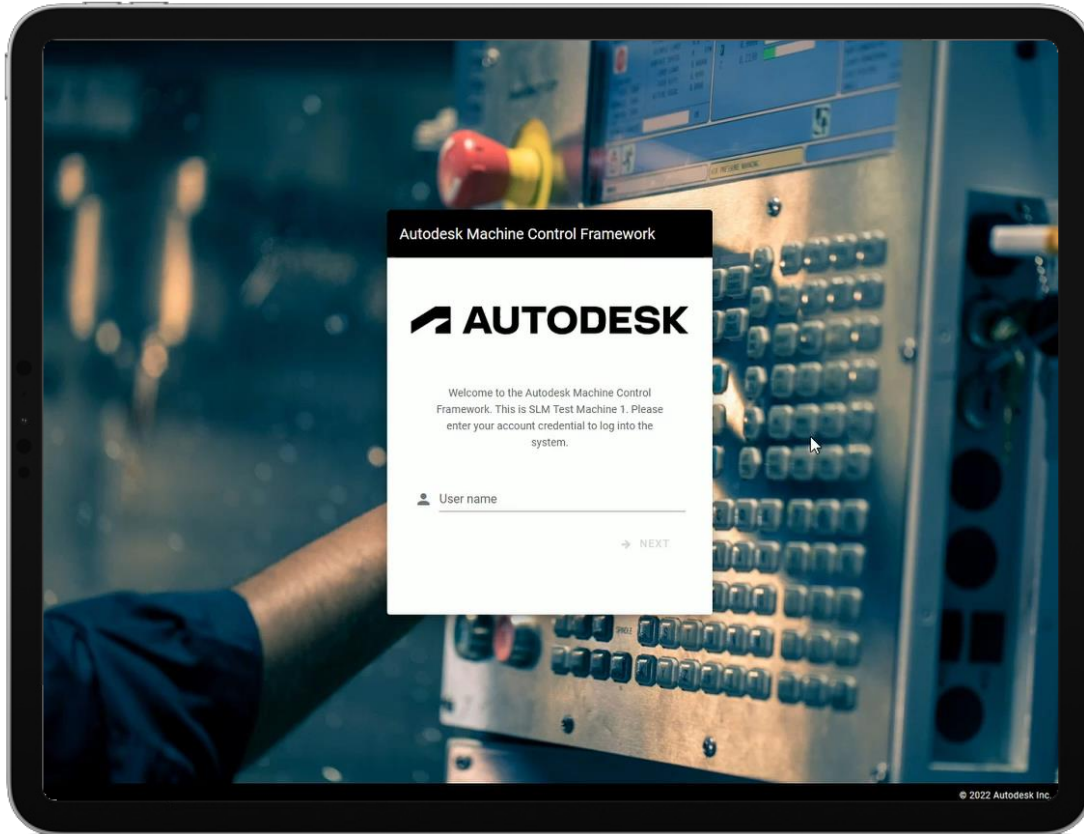 Autodesk Machine Control Framework
AUTODESK
Welcome to the Autodesk Machine Control
Framework. This is SLM Test Machine 1. Please
enter your account credential to log into the
system.
User name
NEXT
© 2022 Autodesk Inc.